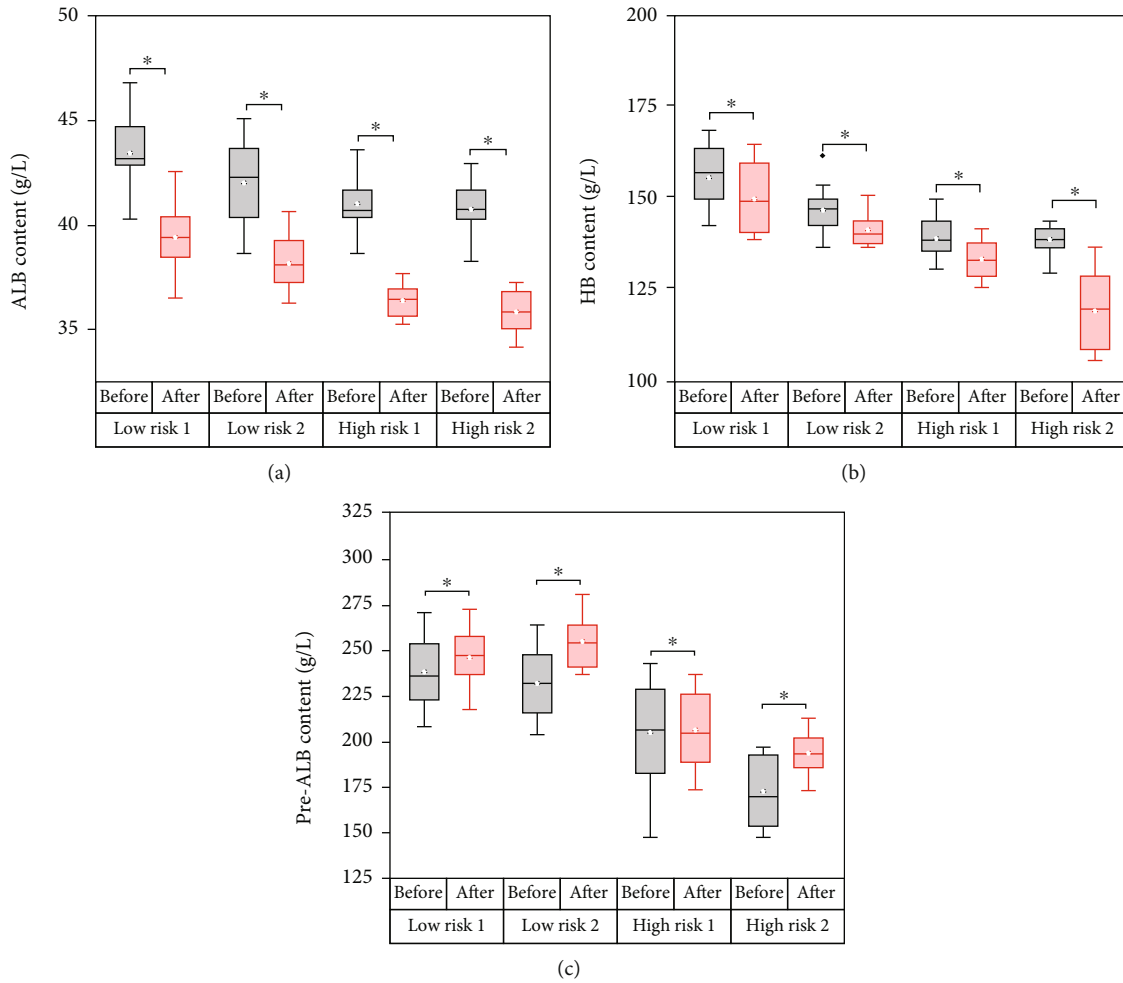 50
45
40
35
ALB content (g/L)
*
*
*
*
Before After Before After Before After Before After
Low risk 1 Low risk 2 High risk 1 High risk 2
(a)
200
175
150
125
100
HB content (g/L)
*
*
*
*
Before After Before After Before After Before After
Low risk 1 Low risk 2 High risk 1 High risk 2
(b)
325
300
275
250
225
200
175
150
125
Pre-ALB content (g/L)
*
*
*
*
Before After Before After Before After Before After
Low risk 1 Low risk 2 High risk 1 High risk 2
(c)